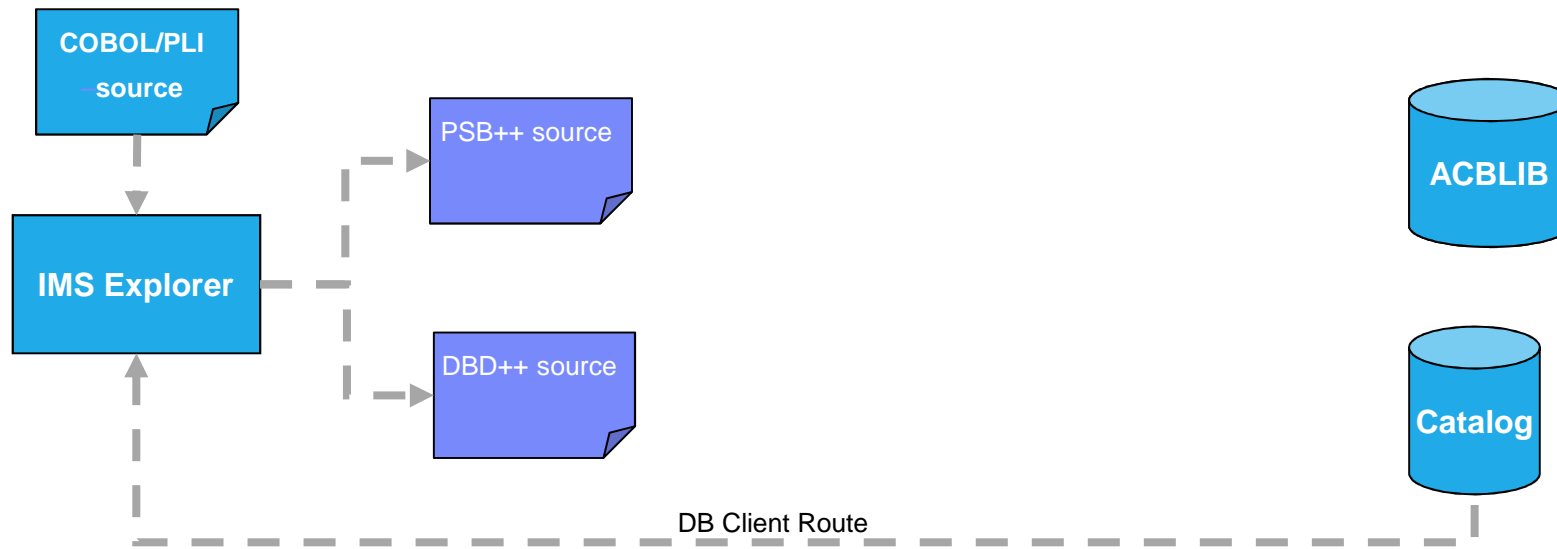 COBOL/PLI
source
PSB++ source
ACBLIB
IMS Explorer
DBD++ source
Catalog
DB Client Route